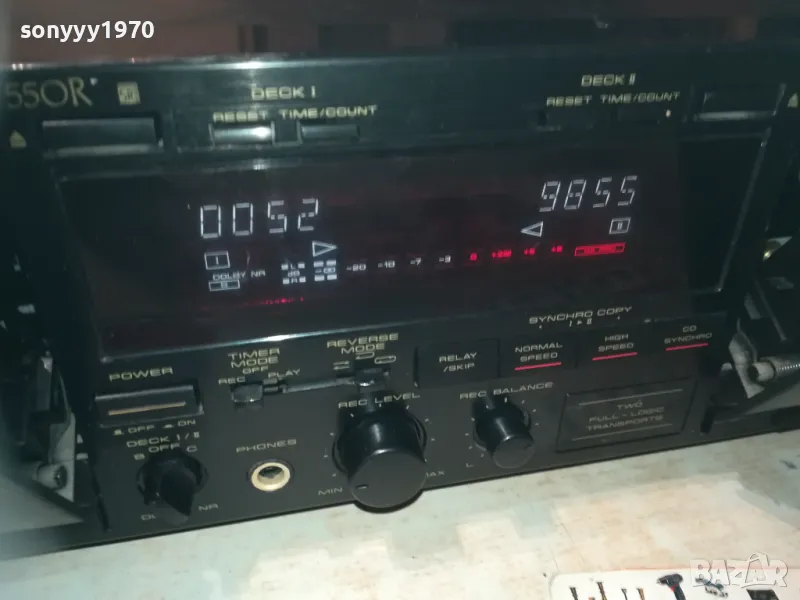 sonyyy1970
550R
DECK I
DECK II
RESET TIME/COUNT
RESET TIME/COUNT
0052
9855
I
II
DOLBY NR
B
L
dB
R
-20 -10 -7 -3 0
SYNCHRO COPY
I ▸ II
NORMAL SPEED
HIGH SPEED
CD SYNCHRO
RELAY /SKIP
REVERSE MODE
TIMER MODE
OFF
REC PLAY
POWER
OFF ON
DECK I / II
B OFF C
PHONES
REC LEVEL
MIN
REC BALANCE
L
TWO
FULL - LOGIC
TRANSPORTS
NR
bazar